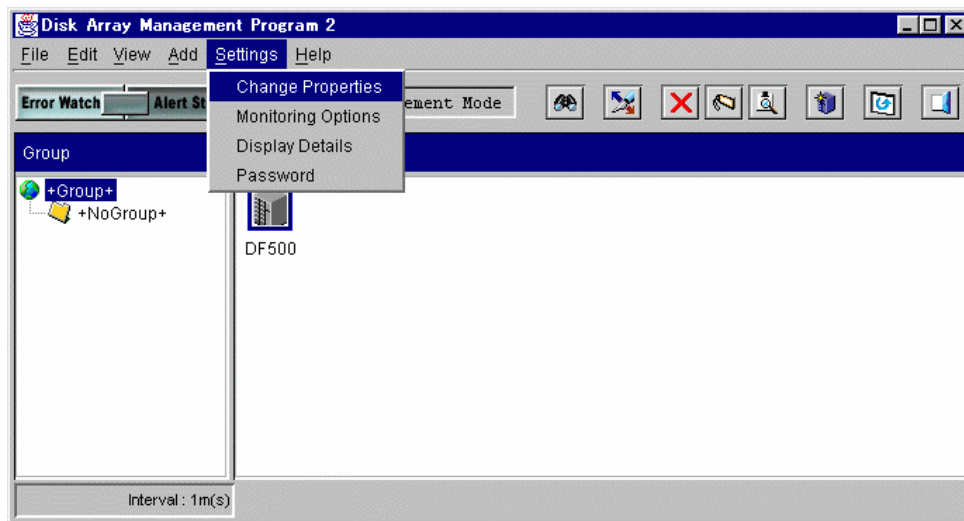 Disk Array Management Program 2
File Edit View Add Settings Help
Change Properties
Monitoring Options
Display Details
Password
Error Watch Alert St
ement Mode
Group
+Group+
+NoGroup+
DF500
Interval : 1m(s)